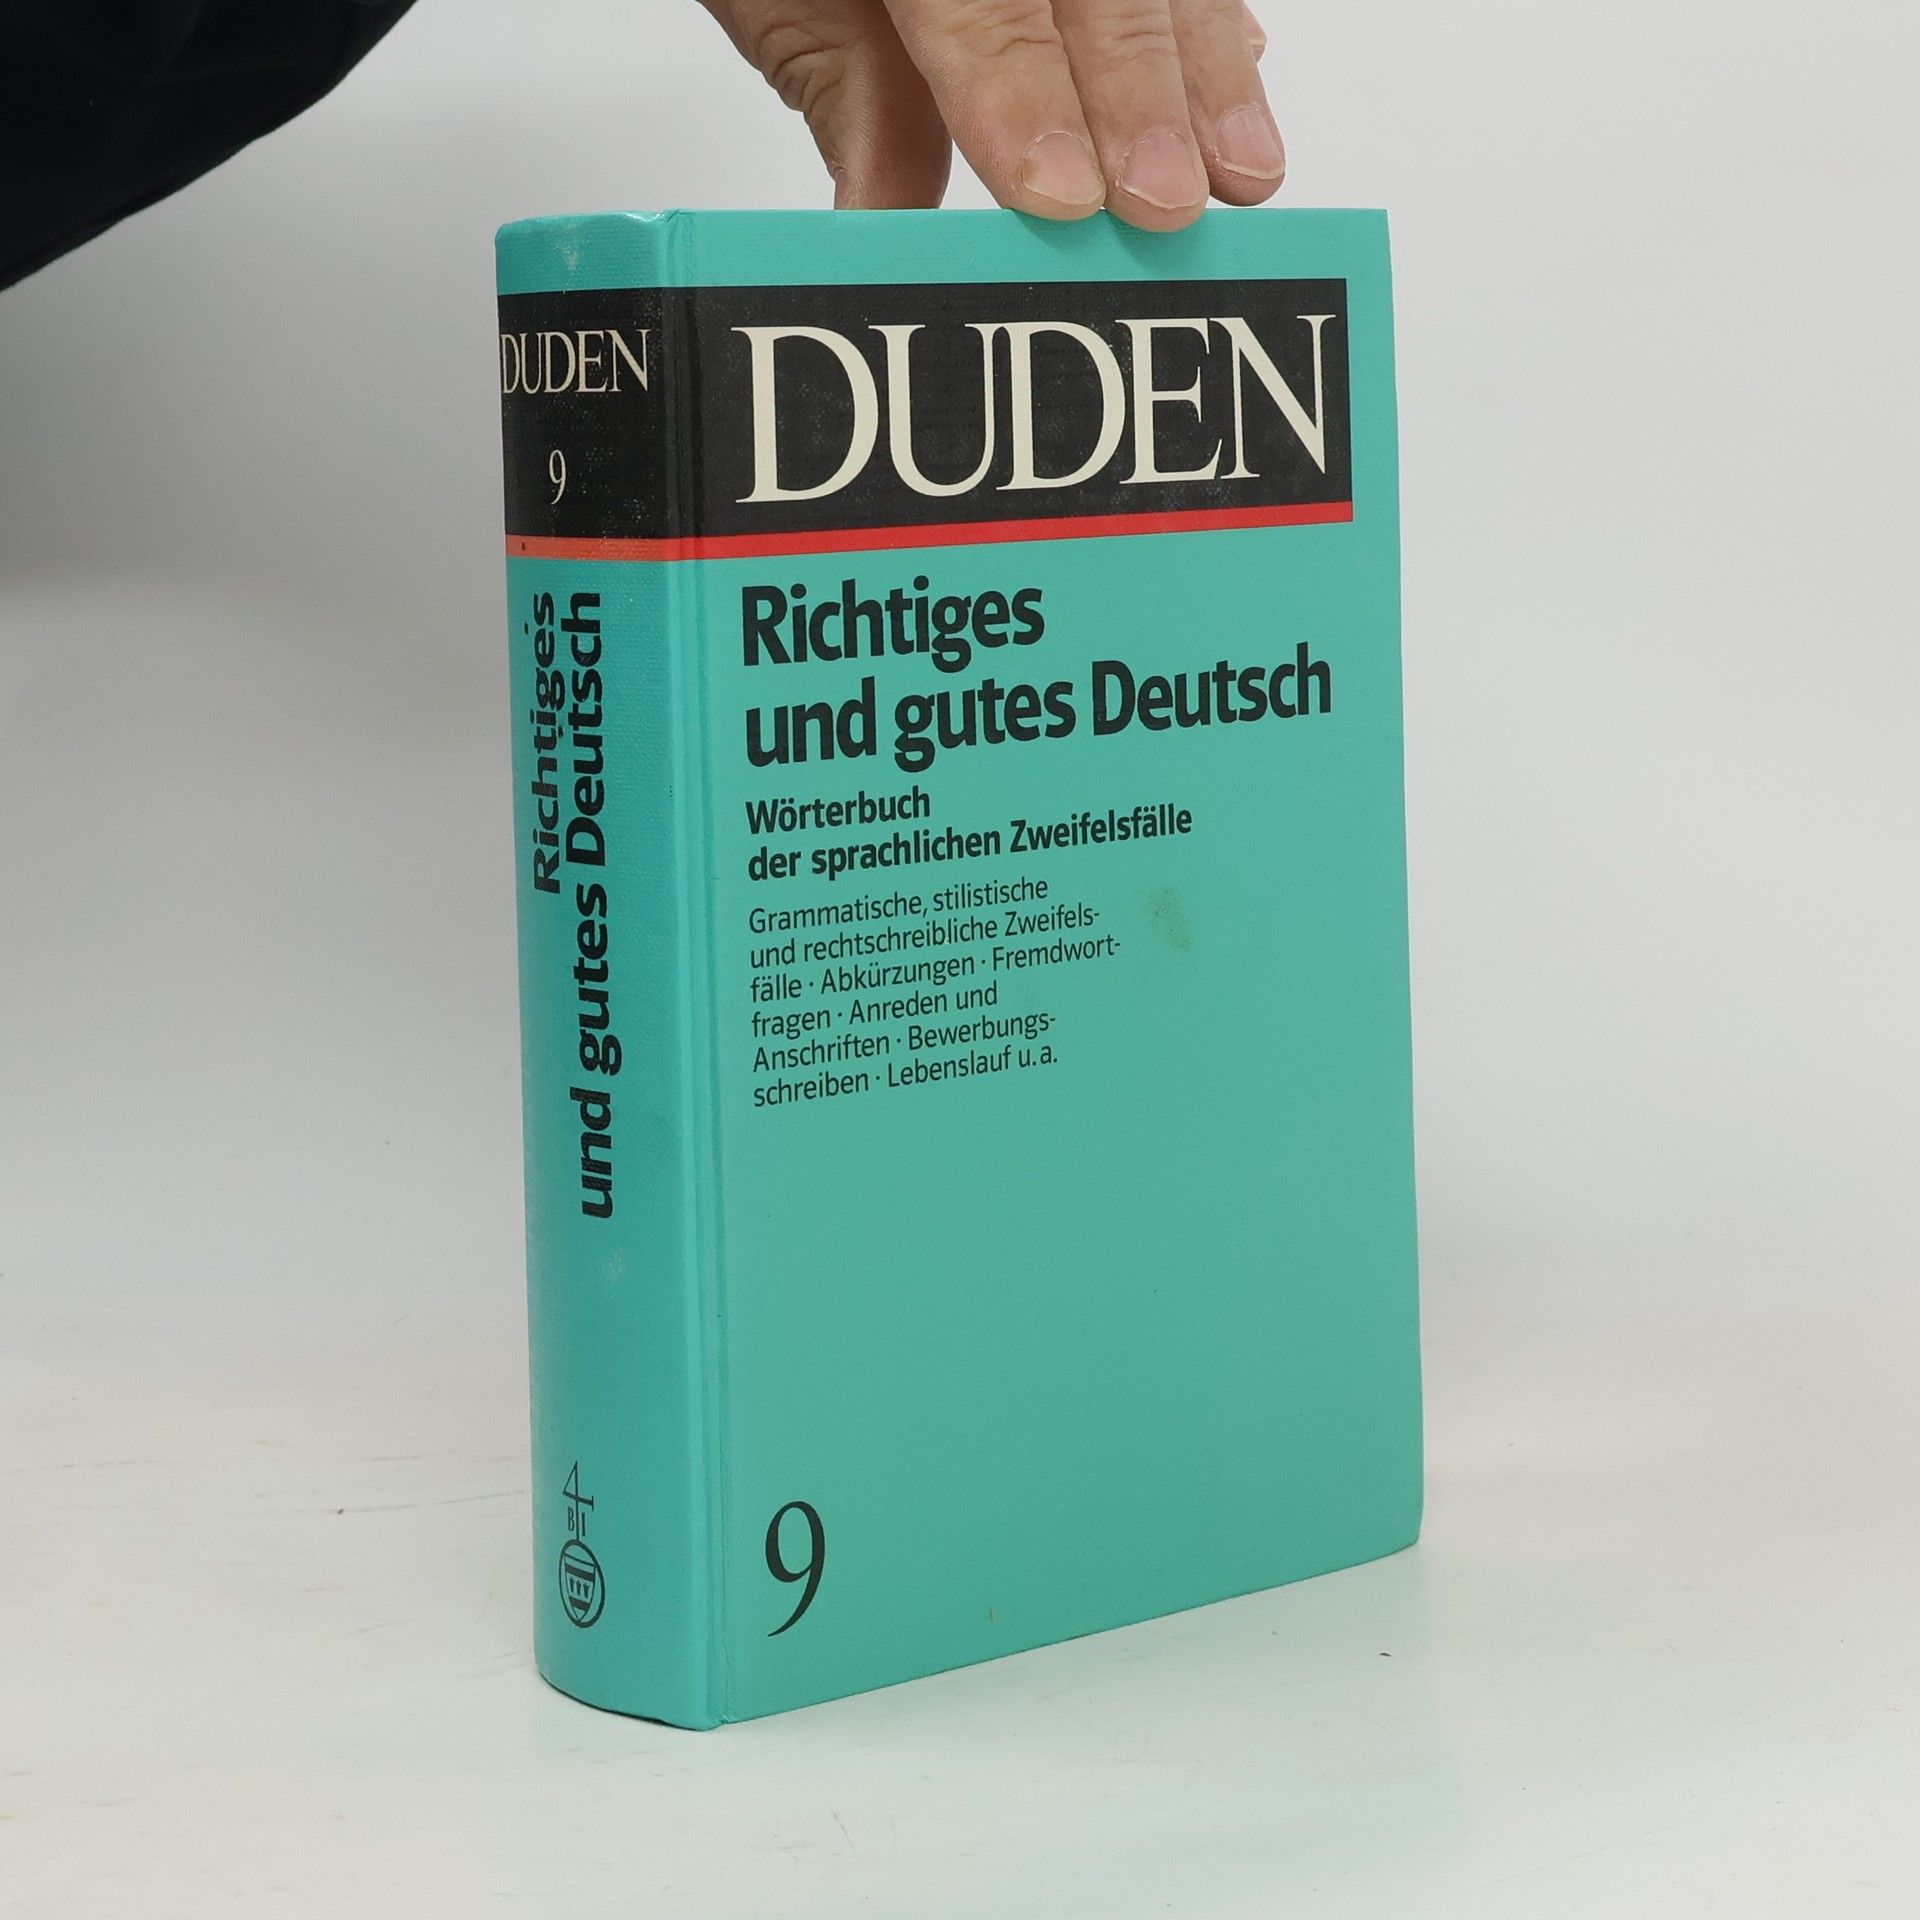 DUDEN
9
Richtiges
und gutes Deutsch
4
B I
DUDEN
Richtiges
und gutes Deutsch
Wörterbuch
der sprachlichen Zweifelsfälle
Grammatische, stilistische
und rechtschreibliche Zweifels-
fälle · Abkürzungen · Fremdwort-
fragen · Anreden und
Anschriften · Bewerbungs-
schreiben · Lebenslauf u. a.
9